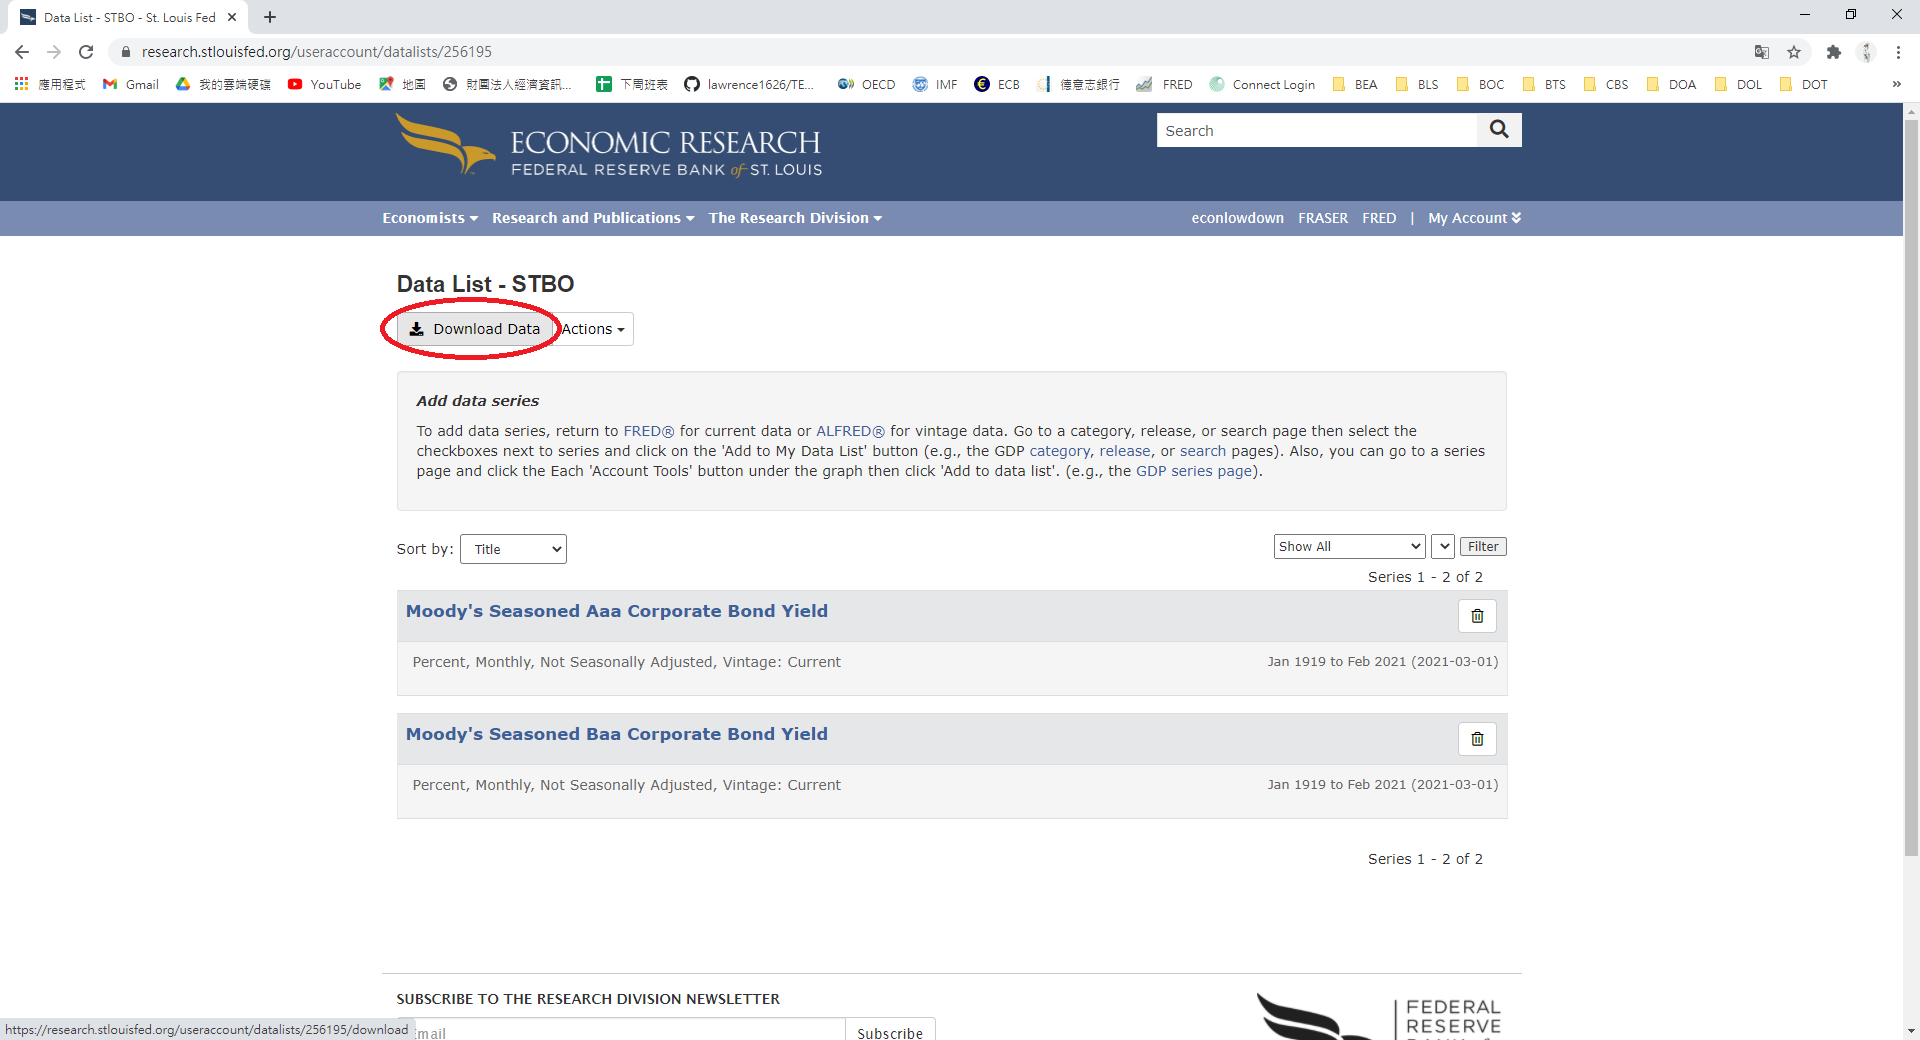 Data List - STBO - St. Louis Fed
research.stlouisfed.org/useraccount/datalists/256195
應用程式 Gmail 我的雲端硬碟 YouTube 地圖 財團法人經濟資訊... 下周班表 lawrence1626/TE... OECD IMF ECB 德意志銀行 FRED Connect Login BEA BLS BOC BTS CBS DOA DOL DOT »
ECONOMIC RESEARCH
FEDERAL RESERVE BANK of ST. LOUIS
Search
Economists Research and Publications The Research Division econlowdown FRASER FRED | My Account
Data List - STBO
Download Data Actions
Add data series
To add data series, return to FRED® for current data or ALFRED® for vintage data. Go to a category, release, or search page then select the
checkboxes next to series and click on the 'Add to My Data List' button (e.g., the GDP category, release, or search pages). Also, you can go to a series
page and click the Each 'Account Tools' button under the graph then click 'Add to data list'. (e.g., the GDP series page).
Sort by: Title Show All Filter
Series 1 - 2 of 2
Moody's Seasoned Aaa Corporate Bond Yield
Percent, Monthly, Not Seasonally Adjusted, Vintage: Current Jan 1919 to Feb 2021 (2021-03-01)
Moody's Seasoned Baa Corporate Bond Yield
Percent, Monthly, Not Seasonally Adjusted, Vintage: Current Jan 1919 to Feb 2021 (2021-03-01)
Series 1 - 2 of 2
SUBSCRIBE TO THE RESEARCH DIVISION NEWSLETTER
mail Subscribe
FEDERAL
RESERVE
https://research.stlouisfed.org/useraccount/datalists/256195/download